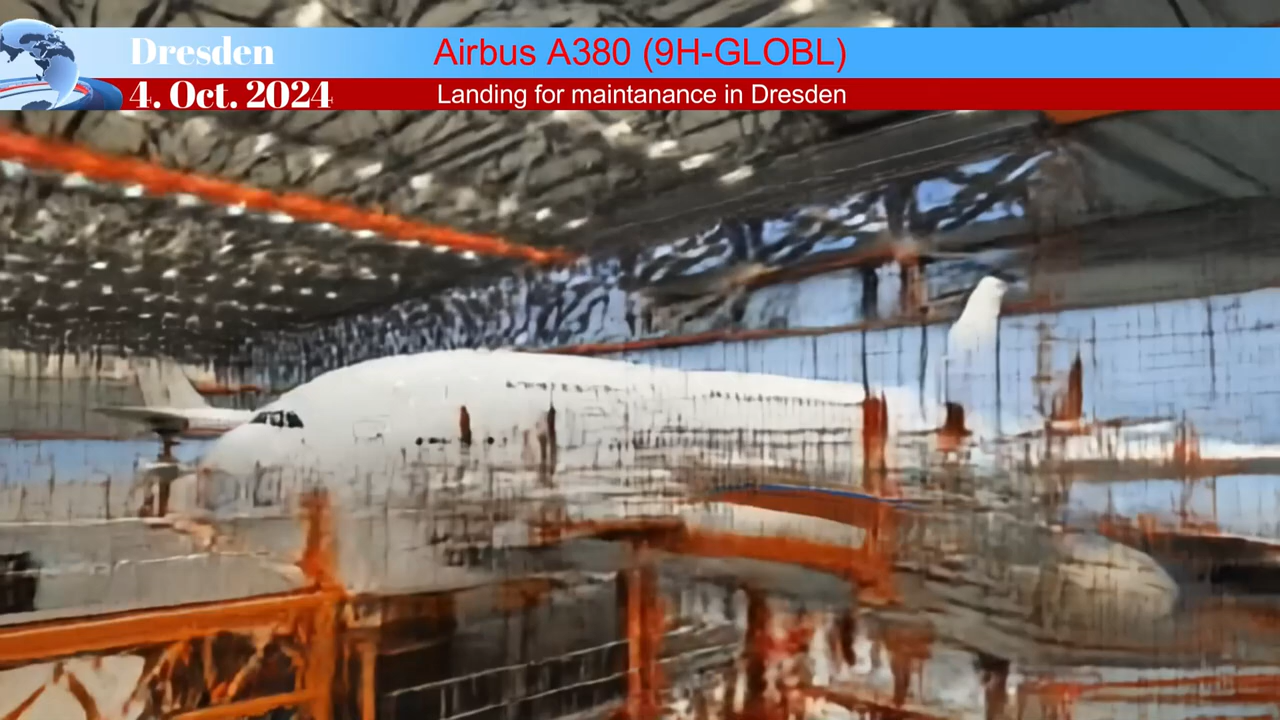 Dresden
Airbus A380 (9H-GLOBL)
4. Oct. 2024
Landing for maintanance in Dresden